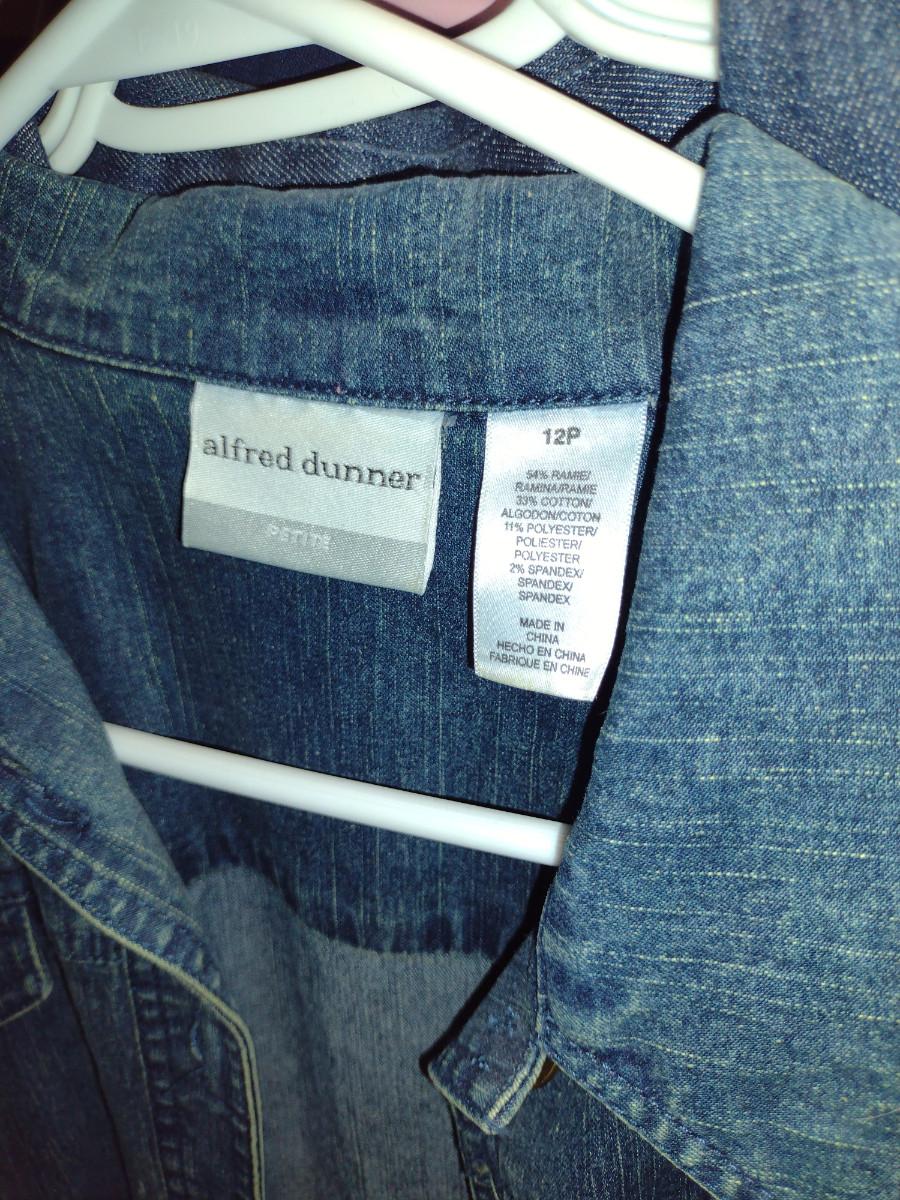 19
alfred dunner
petite
12P
54% RAMIE/
RAMINA/RAMIE
33% COTTON/
ALGODON/COTON
11% POLYESTER/
POLIESTER/
POLYESTER
2% SPANDEX/
SPANDEX/
SPANDEX
MADE IN
CHINA
HECHO EN CHINA
FABRIQUE EN CHINE